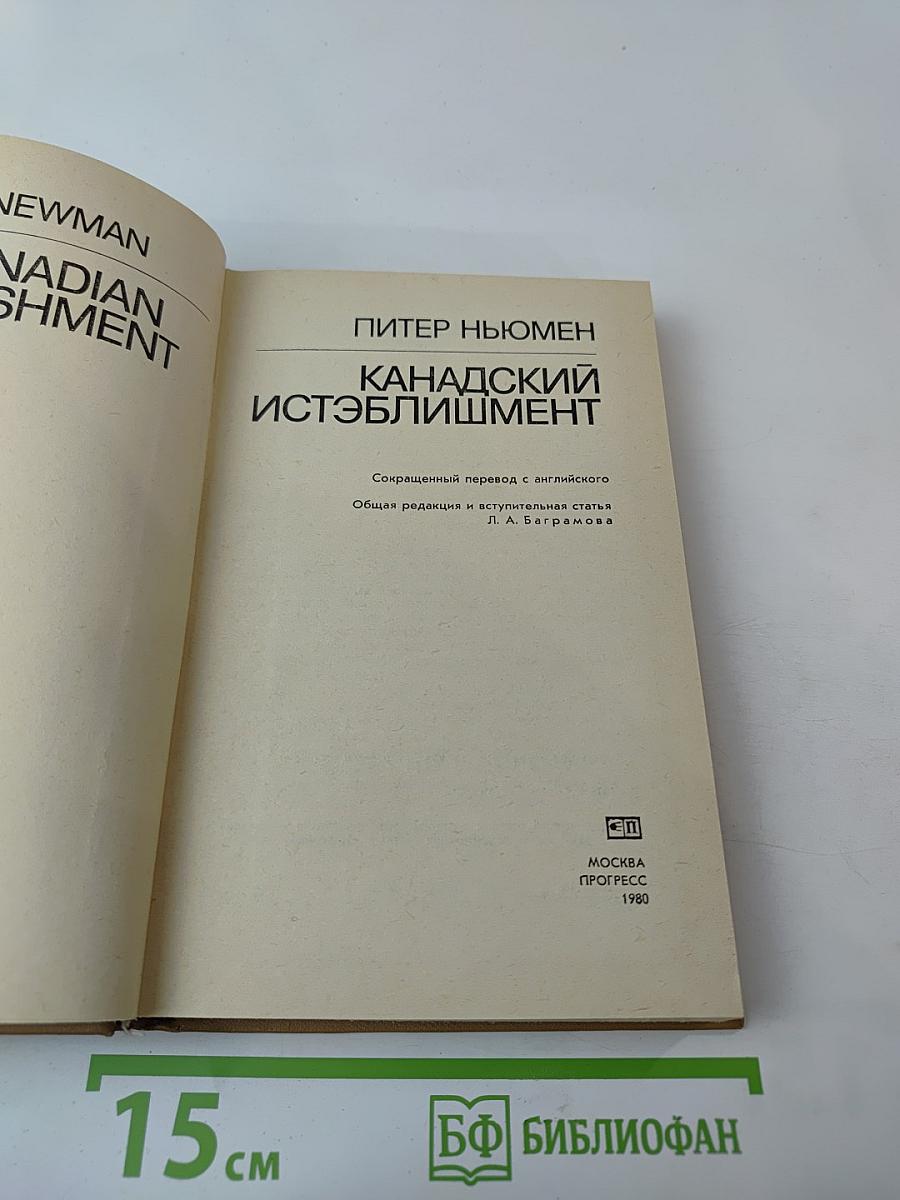 NEWMAN
NADIAN
SHMENT
ПИТЕР НЬЮМЕН
КАНАДСКИЙ
ИСТЭБЛИШМЕНТ
Сокращенный перевод с английского
Общая редакция и вступительная статья
Л. А. Баграмова
МОСКВА
ПРОГРЕСС
1980
15 см
БФ БИБЛИОФАН